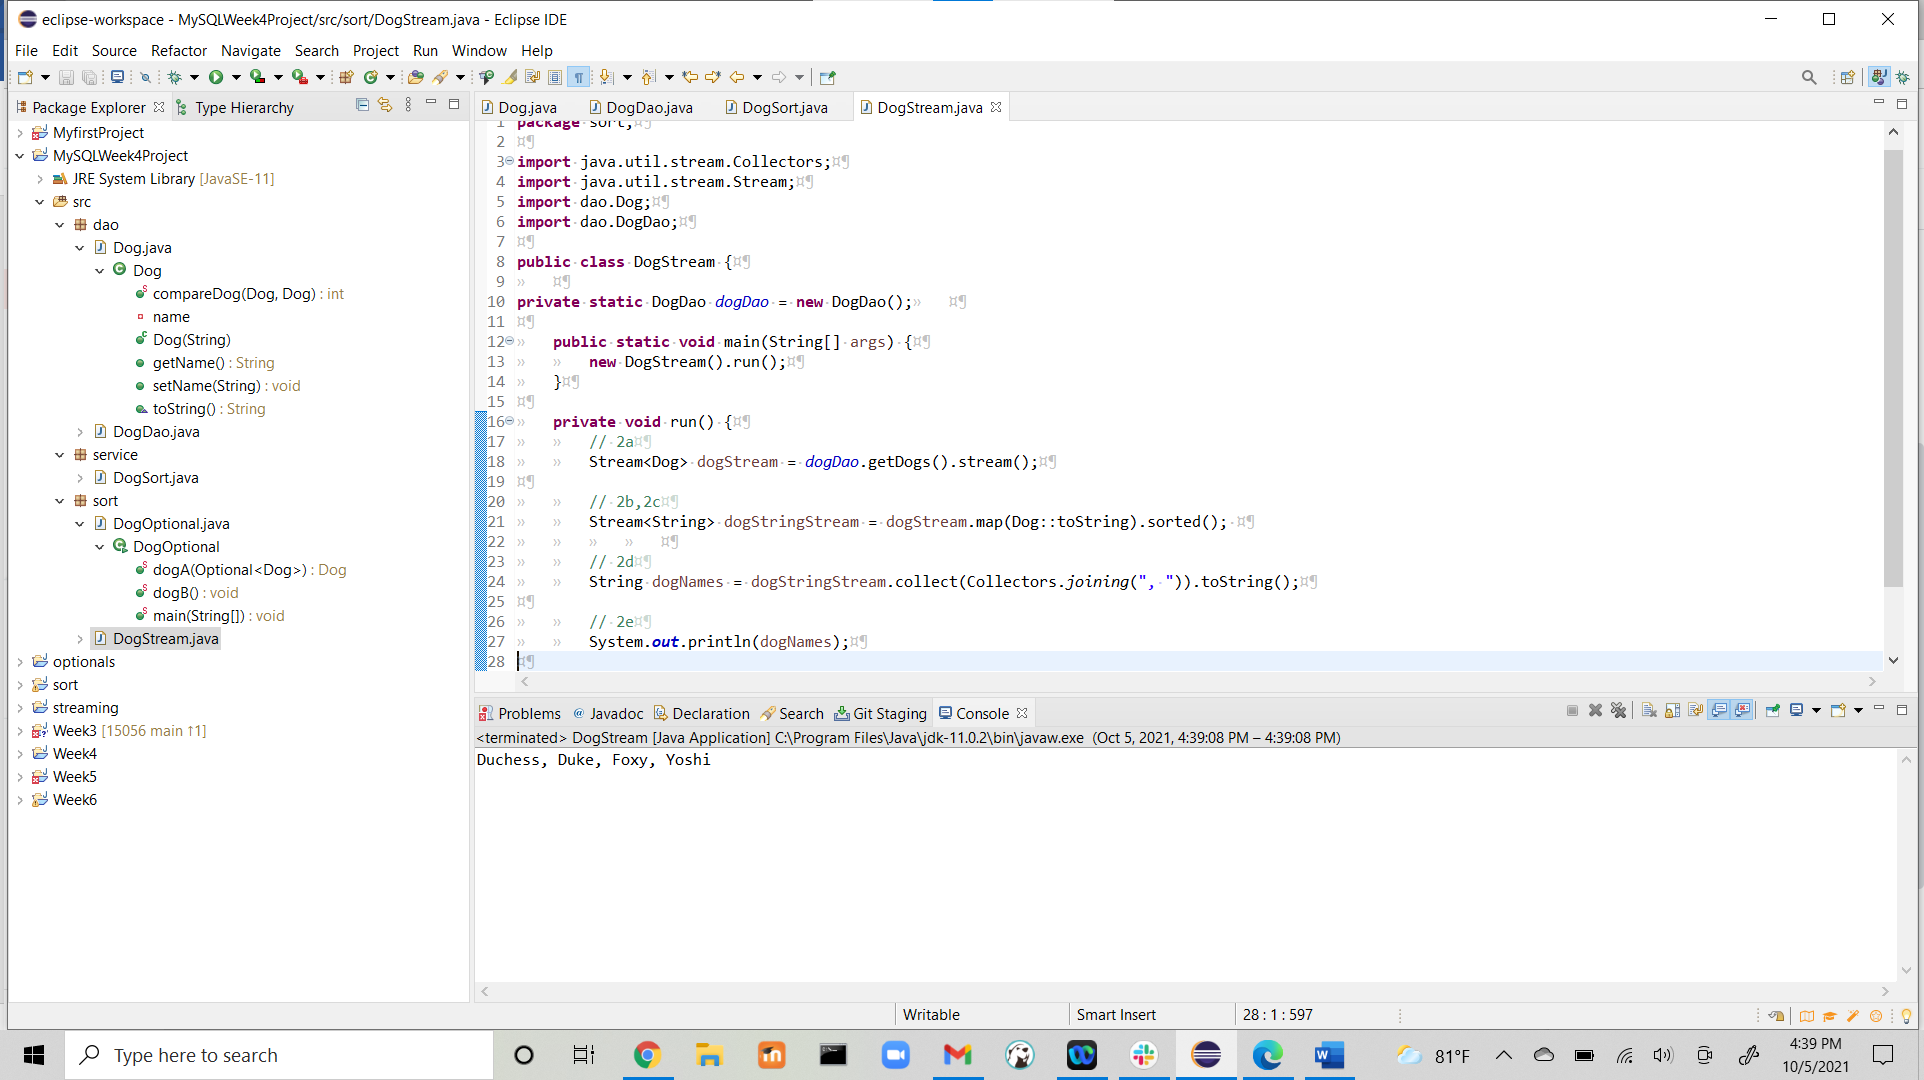 eclipse-workspace - MySQLWeek4Project/src/sort/DogStream.java - Eclipse IDE
File Edit Source Refactor Navigate Search Project Run Window Help
Package Explorer
Type Hierarchy
MyfirstProject
MySQLWeek4Project
JRE System Library [JavaSE-11]
src
dao
Dog.java
Dog
compareDog(Dog, Dog) : int
name
Dog(String)
getName() : String
setName(String) : void
toString() : String
DogDao.java
service
DogSort.java
sort
DogOptional.java
DogOptional
dogA(Optional<Dog>) : Dog
dogB() : void
main(String[]) : void
DogStream.java
optionals
sort
streaming
Week3 [15056 main ↑1]
Week4
Week5
Week6
Dog.java DogDao.java DogSort.java DogStream.java
1 package·sort;¤¶
2 ¤¶
3 import·java.util.stream.Collectors;¤¶
4 import·java.util.stream.Stream;¤¶
5 import·dao.Dog;¤¶
6 import·dao.DogDao;¤¶
7 ¤¶
8 public·class·DogStream·{¤¶
9 » ¤¶
10 private·static·DogDao·dogDao·=·new·DogDao();» ¤¶
11 ¤¶
12 » public·static·void·main(String[]·args)·{¤¶
13 » » new·DogStream().run();¤¶
14 » }¤¶
15 ¤¶
16 » private·void·run()·{¤¶
17 » » //·2a¤¶
18 » » Stream<Dog>·dogStream·=·dogDao.getDogs().stream();¤¶
19 ¤¶
20 » » //·2b,2c¤¶
21 » » Stream<String>·dogStringStream·=·dogStream.map(Dog::toString).sorted();·¤¶
22 » » » » ¤¶
23 » » //·2d¤¶
24 » » String·dogNames·=·dogStringStream.collect(Collectors.joining(",·")).toString();¤¶
25 ¤¶
26 » » //·2e¤¶
27 » » System.out.println(dogNames);¤¶
28 ¤¶
Problems @ Javadoc Declaration Search Git Staging Console
<terminated> DogStream [Java Application] C:\Program Files\Java\jdk-11.0.2\bin\javaw.exe (Oct 5, 2021, 4:39:08 PM – 4:39:08 PM)
Duchess, Duke, Foxy, Yoshi
Writable Smart Insert 28 : 1 : 597
Type here to search
81°F
4:39 PM
10/5/2021